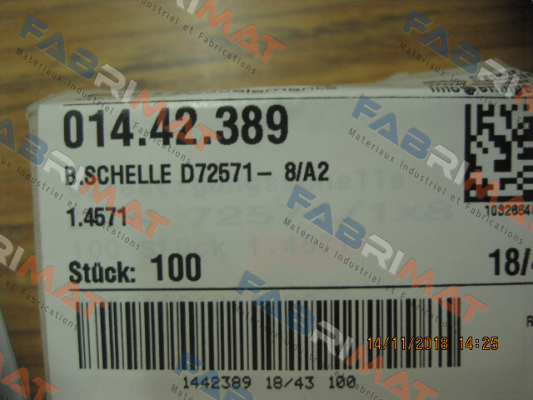 014.42.389
B.SCHELLE D72571- 8/A2
1.4571
Stück: 100
18/4
1442389 18/43 100
14/11/2018 14:25
FABRIMAT
Materiaux Industriel et Fabrications